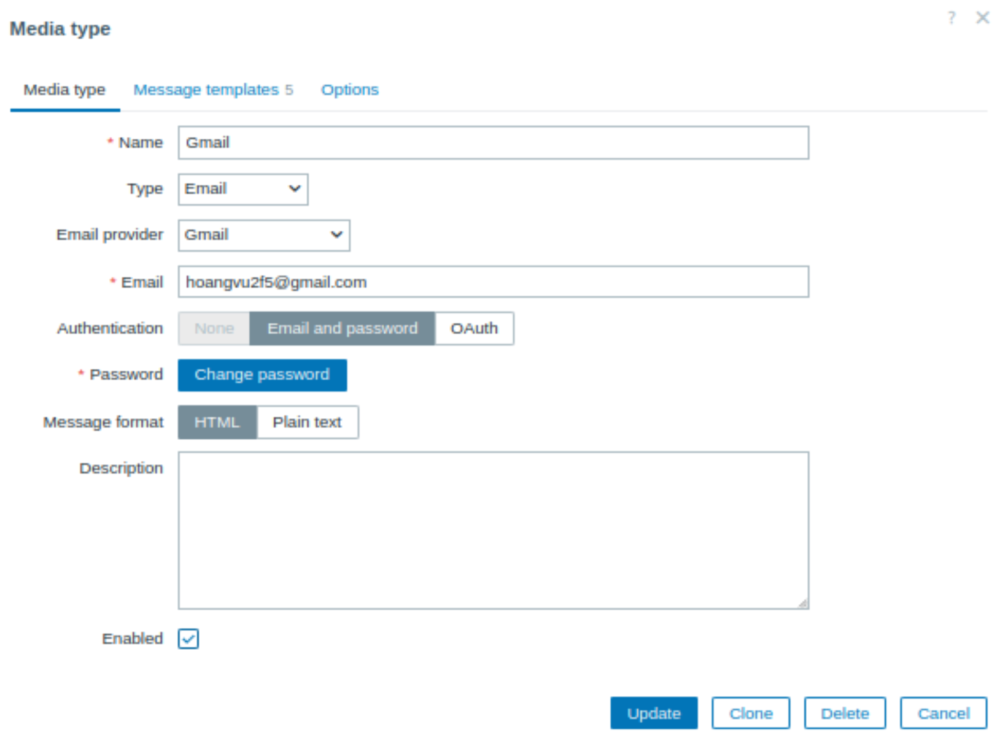 ? ✕
Media type
Media type Message templates 5 Options
* Name Gmail
Type Email
Email provider Gmail
* Email hoangvu2f5@gmail.com
Authentication None Email and password OAuth
* Password Change password
Message format HTML Plain text
Description
Enabled
Update Clone Delete Cancel